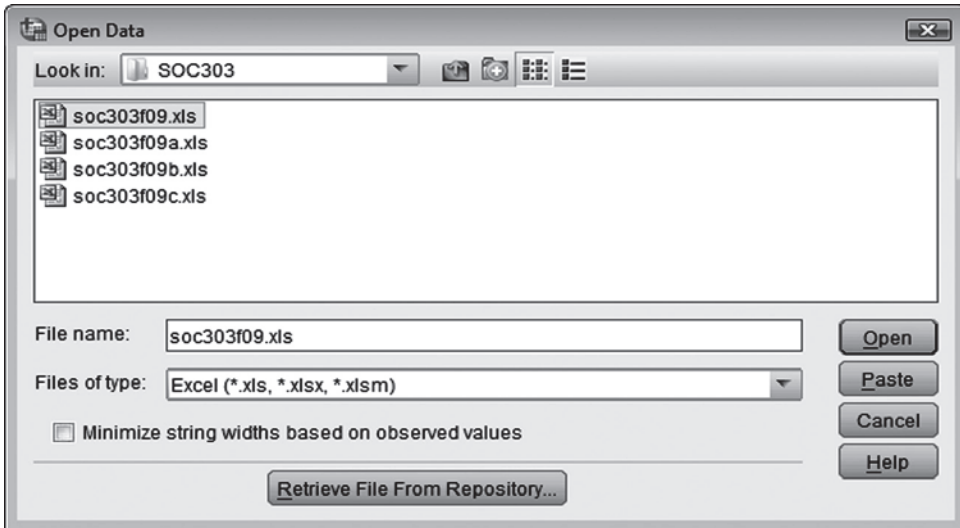 Open Data
Look in: SOC303
soc303f09.xls
soc303f09a.xls
soc303f09b.xls
soc303f09c.xls
File name: soc303f09.xls
Files of type: Excel (*.xls, *.xlsx, *.xlsm)
Minimize string widths based on observed values
Retrieve File From Repository...
Open
Paste
Cancel
Help